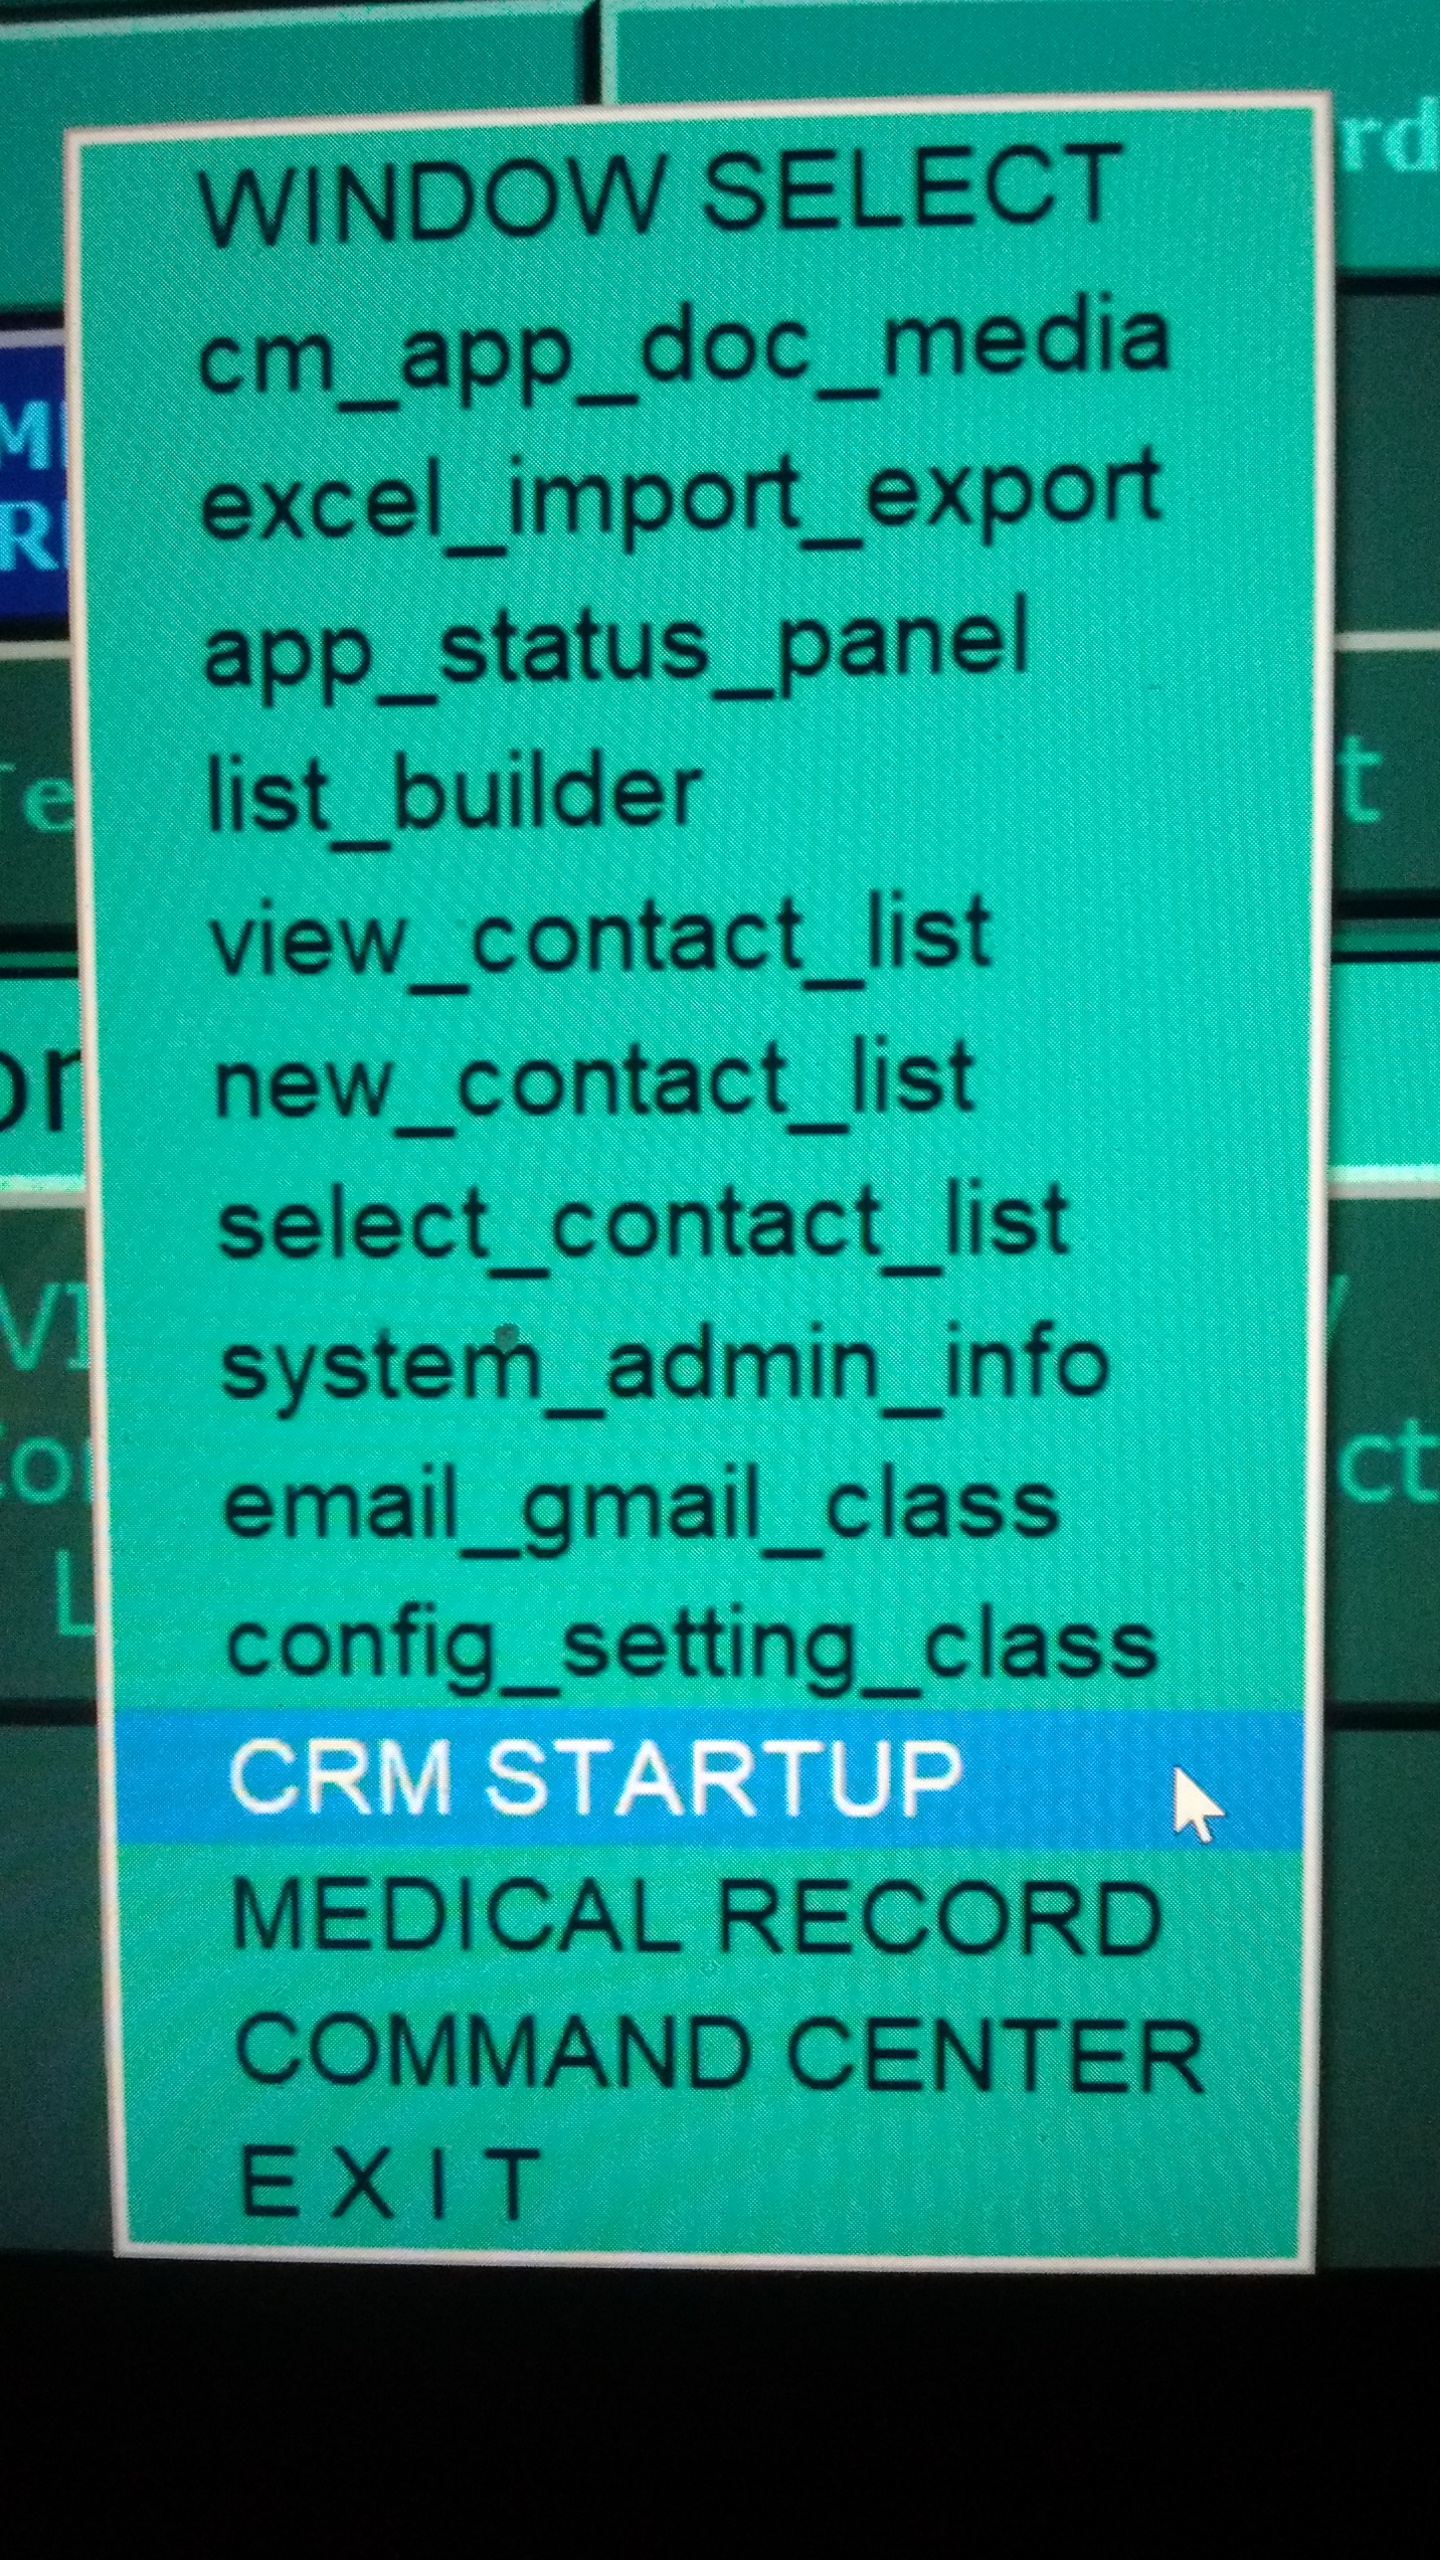 WINDOW SELECT
cm_app_doc_media
excel_import_export
app_status_panel
list_builder
view_contact_list
new_contact_list
select_contact_list
system_admin_info
email_gmail_class
config_setting_class
CRM STARTUP
MEDICAL RECORD
COMMAND CENTER
E X I T